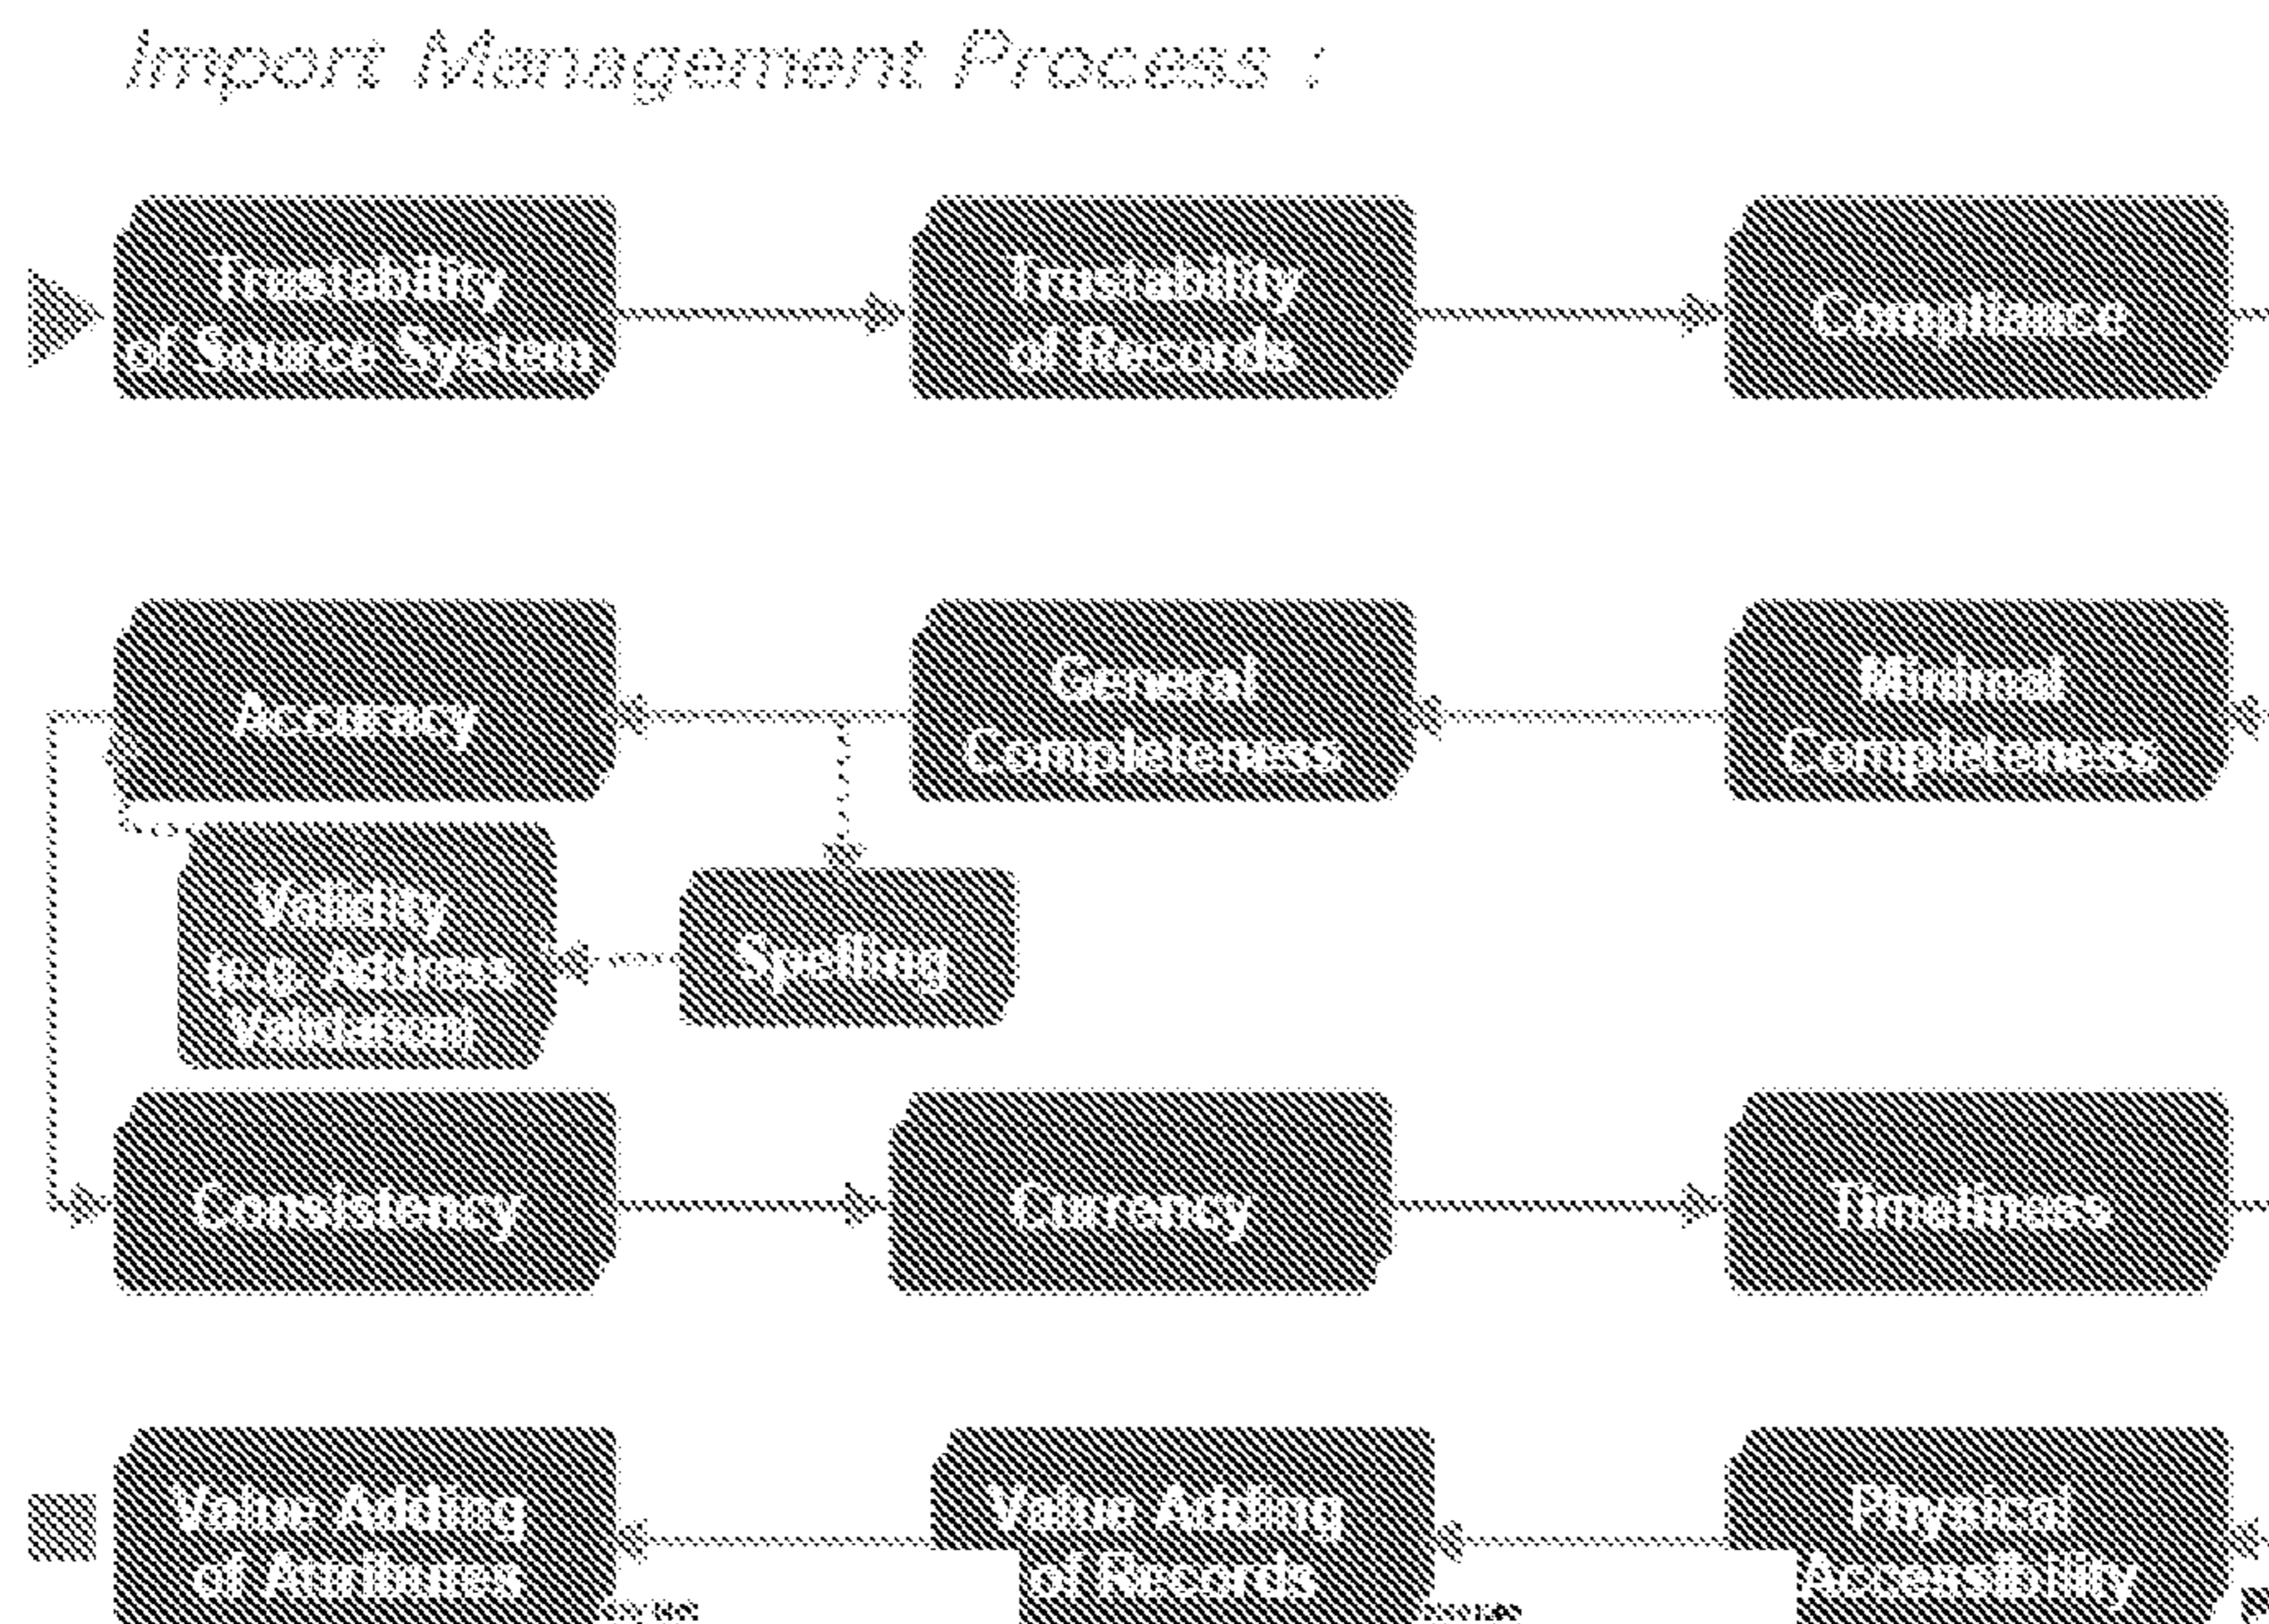 Import Management Process :
Trustability
of Source System
Trustability
of Records
Compliance
Accuracy
General
Completeness
Minimal
Completeness
Validity
(e.g. Address
Validation)
Spelling
Consistency
Currency
Timeliness
Value Adding
of Attributes
Value Adding
of Records
Physical
Accessibility